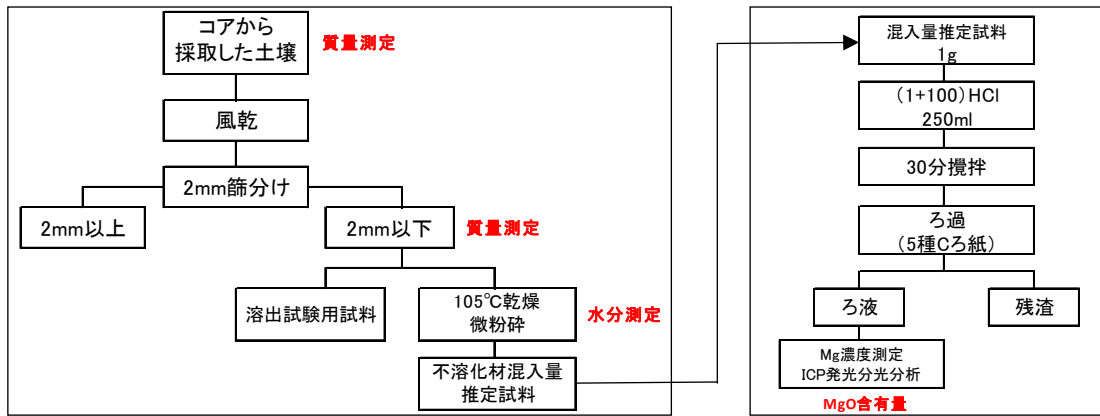 コアから
採取した土壌
質量測定
風乾
2mm篩分け
2mm以上
2mm以下
質量測定
溶出試験用試料
105℃乾燥
微粉砕
水分測定
不溶化材混入量
推定試料
混入量推定試料
1g
(1+100)HCl
250ml
30分攪拌
ろ過
(5種Cろ紙)
ろ液
残渣
Mg濃度測定
ICP発光分光分析
MgO含有量